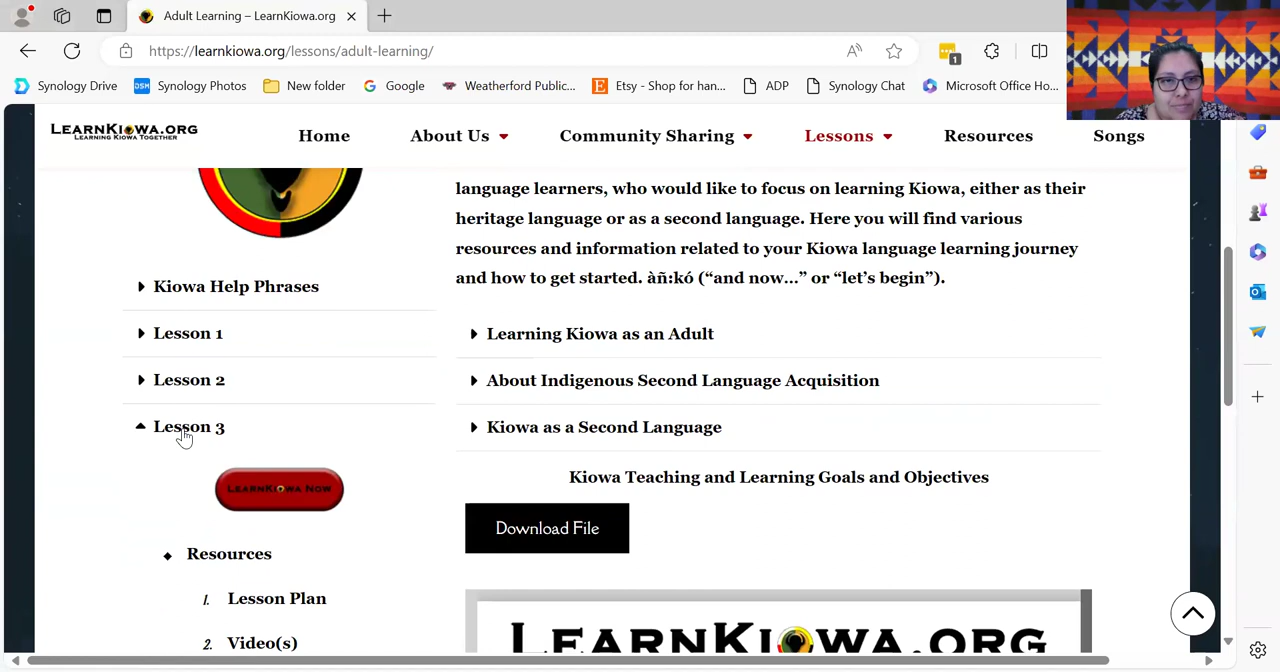 Adult Learning – LearnKiowa.org
https://learnkiowa.org/lessons/adult-learning/
1
Synology Drive
Synology Photos
New folder
Google
Weatherford Public...
Etsy - Shop for han...
ADP
Synology Chat
Microsoft Office Ho...
LEARNKIOWA.ORG
LEARNING KIOWA TOGETHER
Home
About Us
Community Sharing
Lessons
Resources
Songs
language learners, who would like to focus on learning Kiowa, either as their
heritage language or as a second language. Here you will find various
resources and information related to your Kiowa language learning journey
and how to get started. àñ:kó (“and now...” or “let’s begin”).
Kiowa Help Phrases
Lesson 1
Lesson 2
Lesson 3
LEARNKIOWA NOW
Resources
1. Lesson Plan
2. Video(s)
Learning Kiowa as an Adult
About Indigenous Second Language Acquisition
Kiowa as a Second Language
Kiowa Teaching and Learning Goals and Objectives
Download File
LEARNKIOWA.ORG